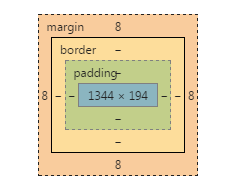 margin 8
border –
padding –
8 – – 1344 × 194 – – 8
–
–
8